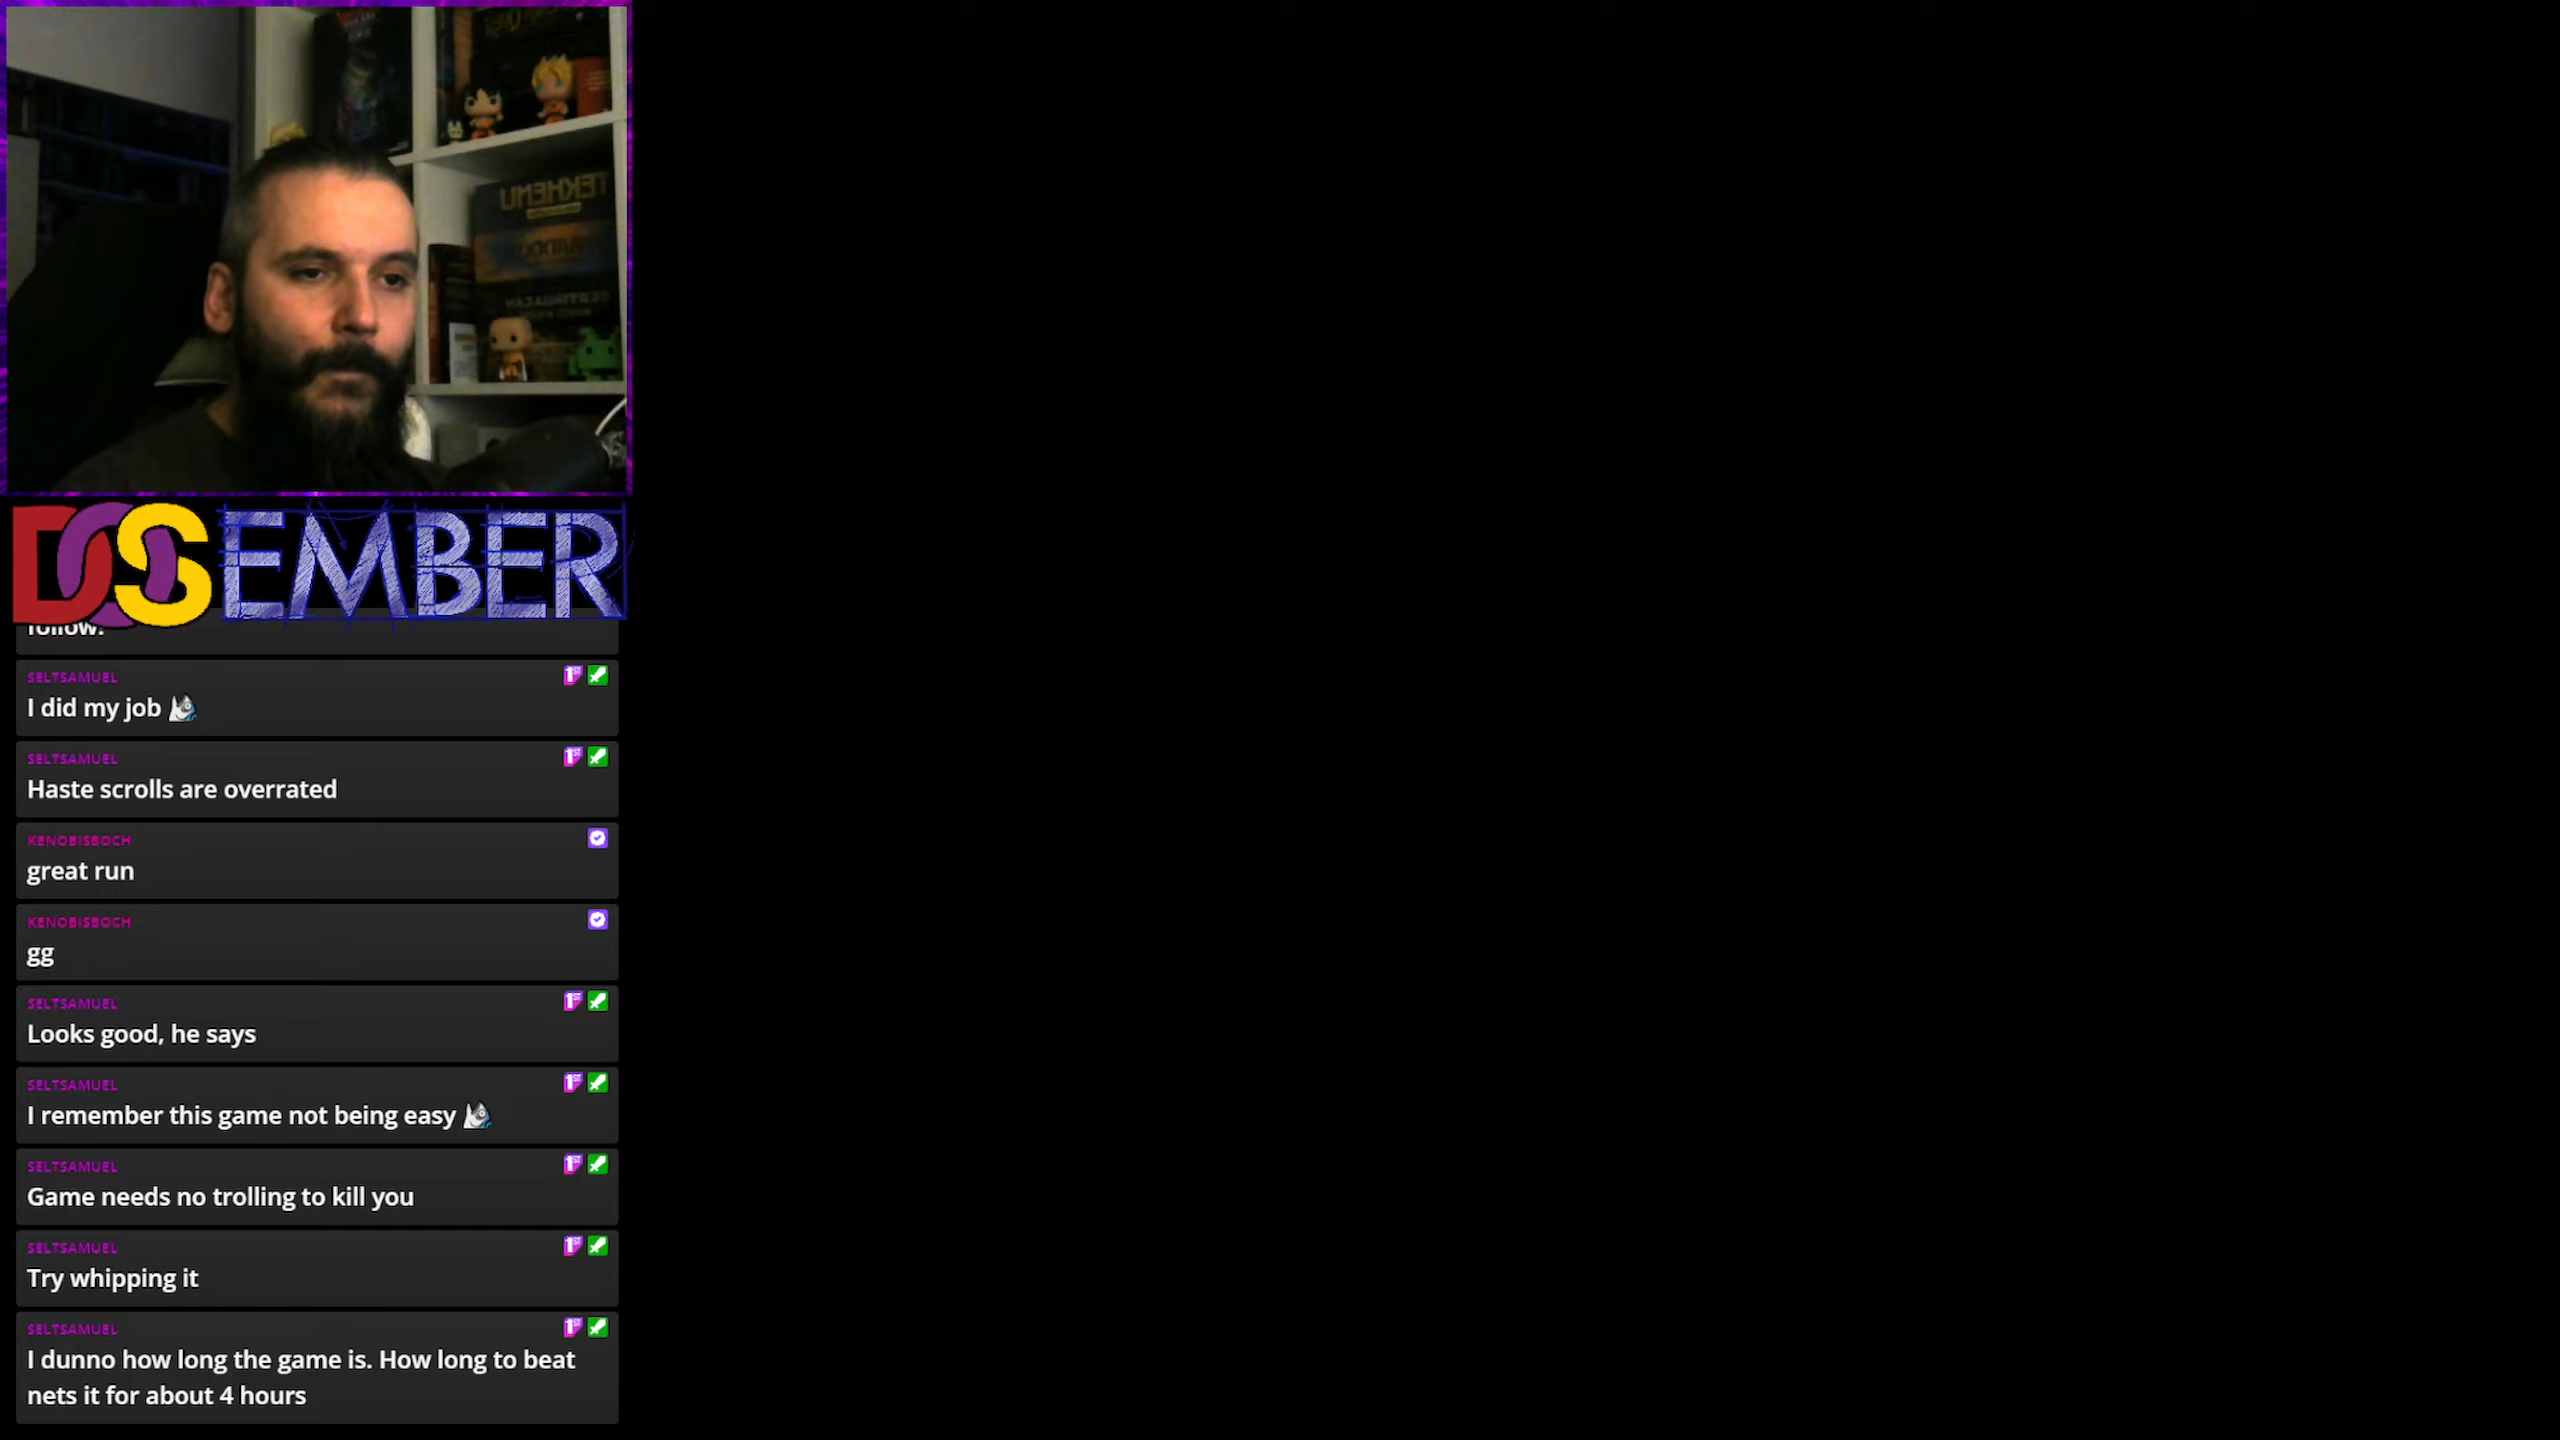 TEKHENU
DOSEMBER
follow!
SELTSAMUEL
I did my job
SELTSAMUEL
Haste scrolls are overrated
KENOBISBOCH
great run
KENOBISBOCH
gg
SELTSAMUEL
Looks good, he says
SELTSAMUEL
I remember this game not being easy
SELTSAMUEL
Game needs no trolling to kill you
SELTSAMUEL
Try whipping it
SELTSAMUEL
I dunno how long the game is. How long to beat
nets it for about 4 hours